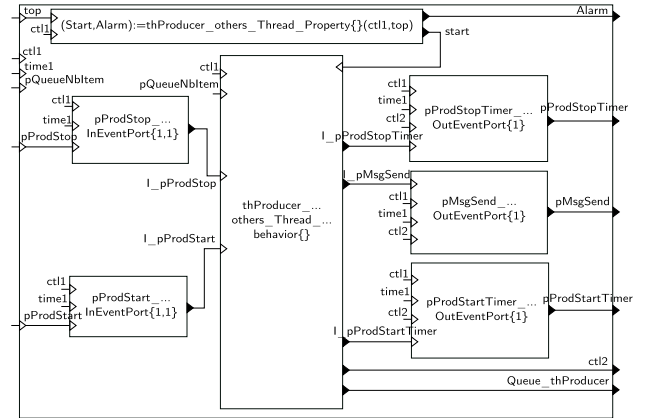 top
Alarm
(Start,Alarm):=thProducer_others_Thread_Property{}(ctl1,top)
ctl1
start
ctl1
time1
pQueueNbItem
ctl1
pQueueNbItem
ctl1
time1
pProdStop
pProdStop_...
InEventPort{1,1}
I_pProdStop
ctl1
time1
ctl2
I_pProdStopTimer
pProdStopTimer_...
OutEventPort{1}
pProdStopTimer
I_pMsgSend
ctl1
time1
ctl2
pMsgSend_...
OutEventPort{1}
pMsgSend
thProducer_...
others_Thread_...
behavior{}
I_pProdStart
ctl1
time1
pProdStart
pProdStart_...
InEventPort{1,1}
ctl1
time1
ctl2
I_pProdStartTimer
pProdStartTimer_...
OutEventPort{1}
pProdStartTimer
ctl2
Queue_thProducer